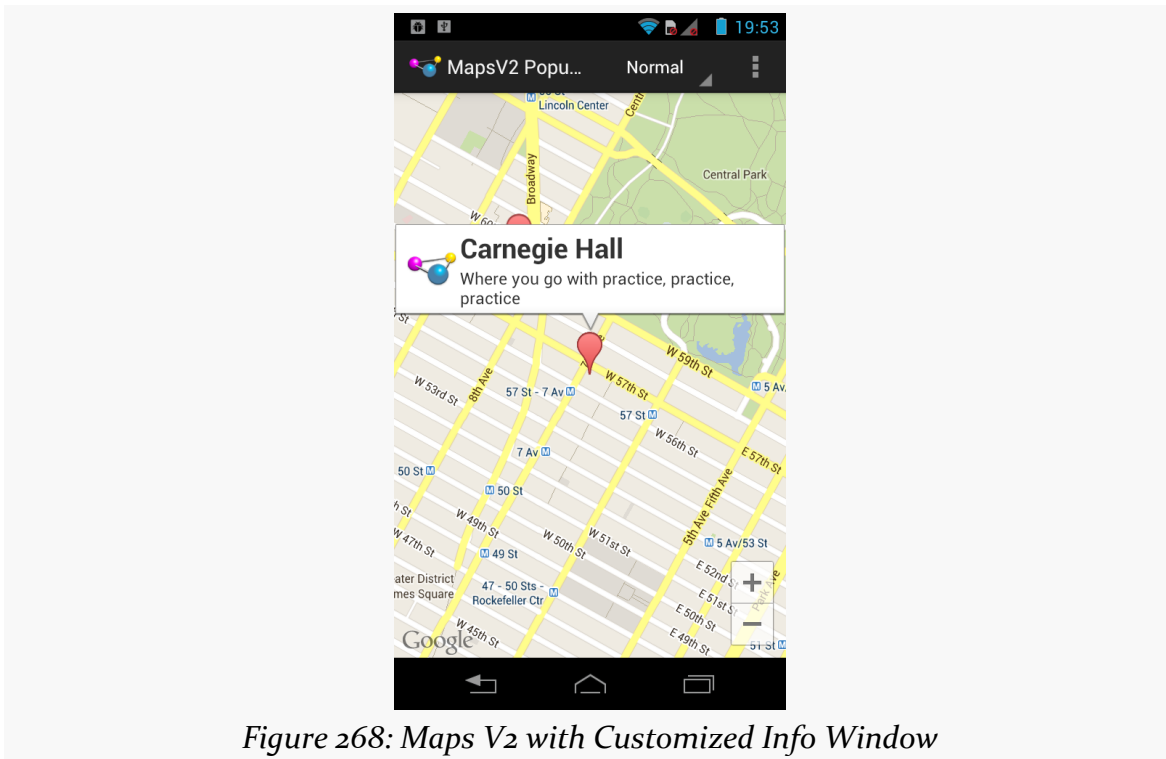 19:53
MapsV2 Popu...
Normal
Lincoln Center
Broadway
Central Park
Carnegie Hall
Where you go with practice, practice,
practice
W 59th St
8th Ave
W 53rd St
57 St - 7 Av
W 57th St
5 Av
57 St
W 56th St
7 Av
E 57th St
50 St
50 St
5th Ave
Fifth Ave
W 49th St
W 50th St
W 51st St
W 47th St
49 St
5 Av/53 St
E 52nd S
ater District
mes Square
47 - 50 Sts -
Rockefeller Ctr
+
E 51st S
Park Ave
E 50th St
−
W 45th St
E 49th St
51 St
Google
Figure 268: Maps V2 with Customized Info Window